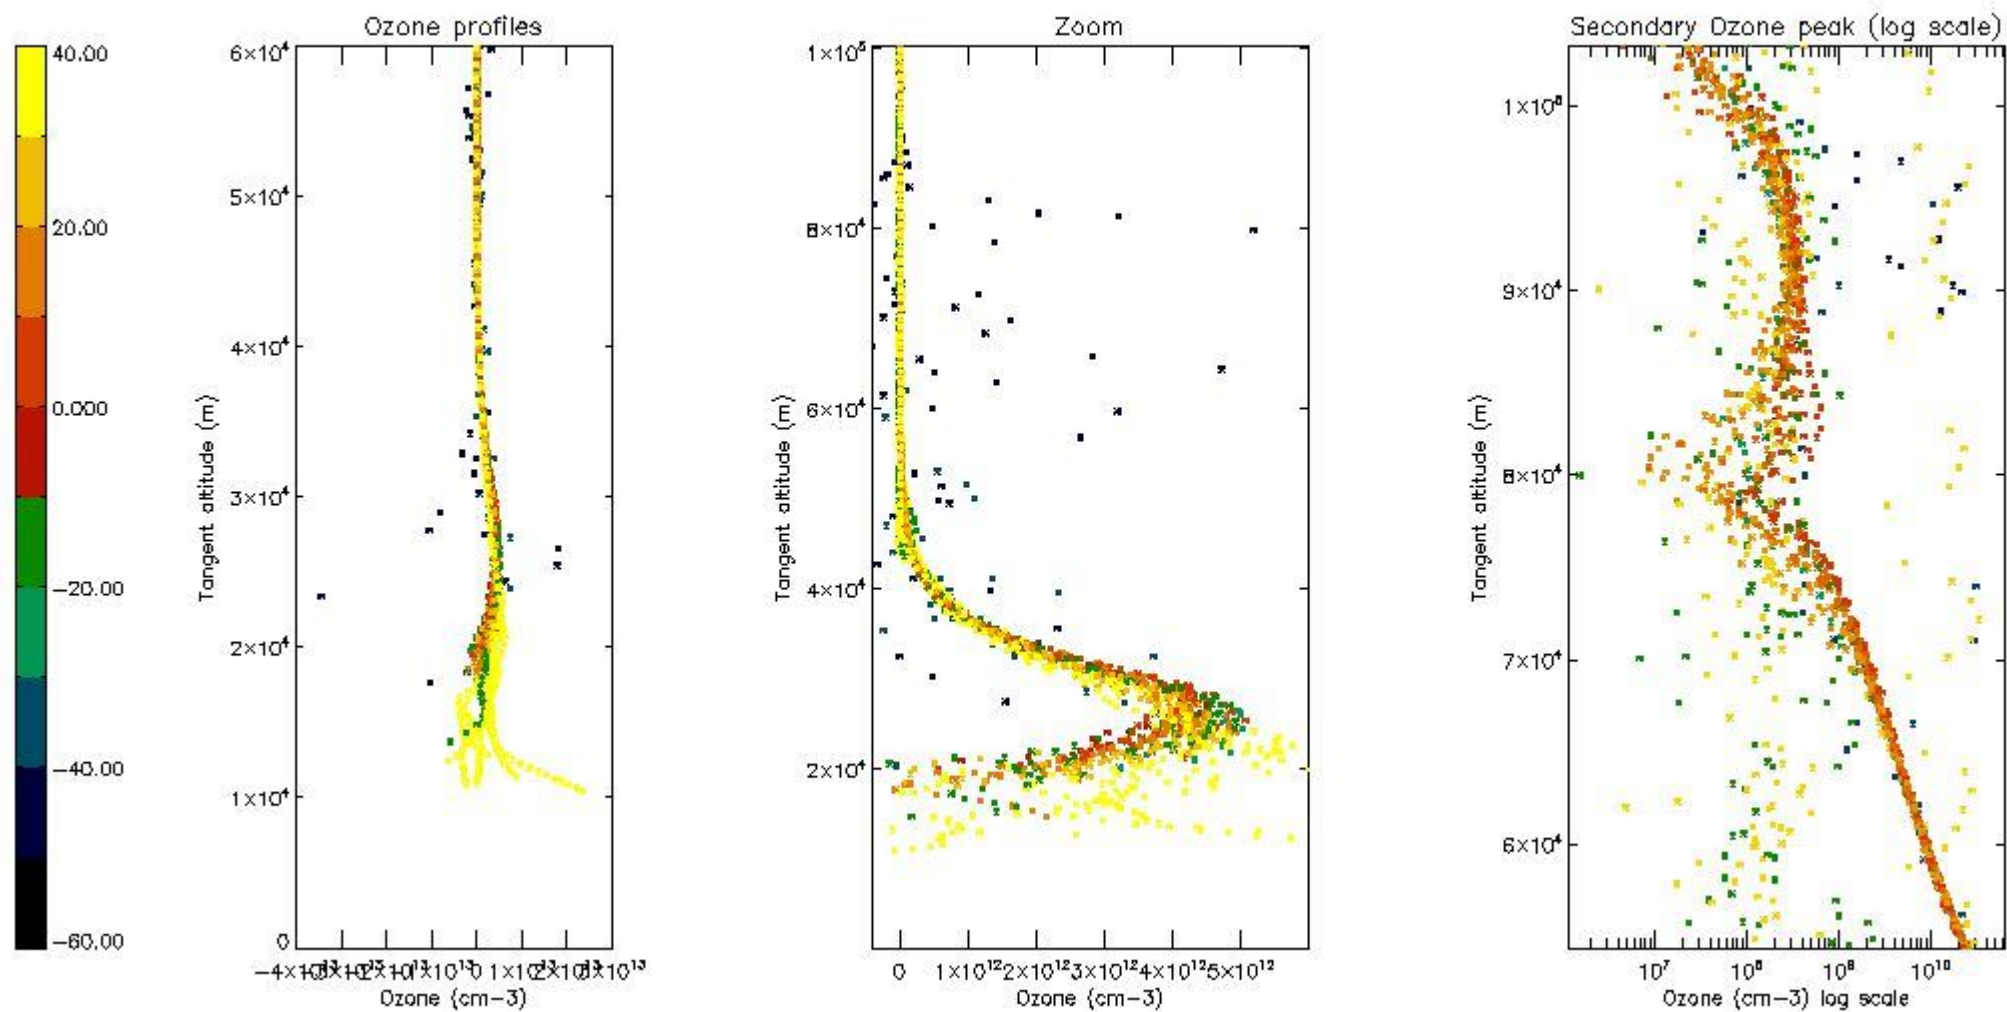 Ozone profiles
Zoom
Secondary Ozone peak (log scale)
40.00
20.00
0.000
−20.00
−40.00
−60.00
6×10⁴
5×10⁴
4×10⁴
3×10⁴
2×10⁴
1×10⁴
0
Tangent altitude (m)
0
Ozone (cm−3)
1×10⁵
8×10⁴
6×10⁴
4×10⁴
2×10⁴
Tangent altitude (m)
0 1×10¹² 2×10¹² 3×10¹² 4×10¹² 5×10¹²
Ozone (cm−3)
9×10⁴
8×10⁴
7×10⁴
6×10⁴
Tangent altitude (m)
10⁷ 10¹⁰
Ozone (cm−3) log scale